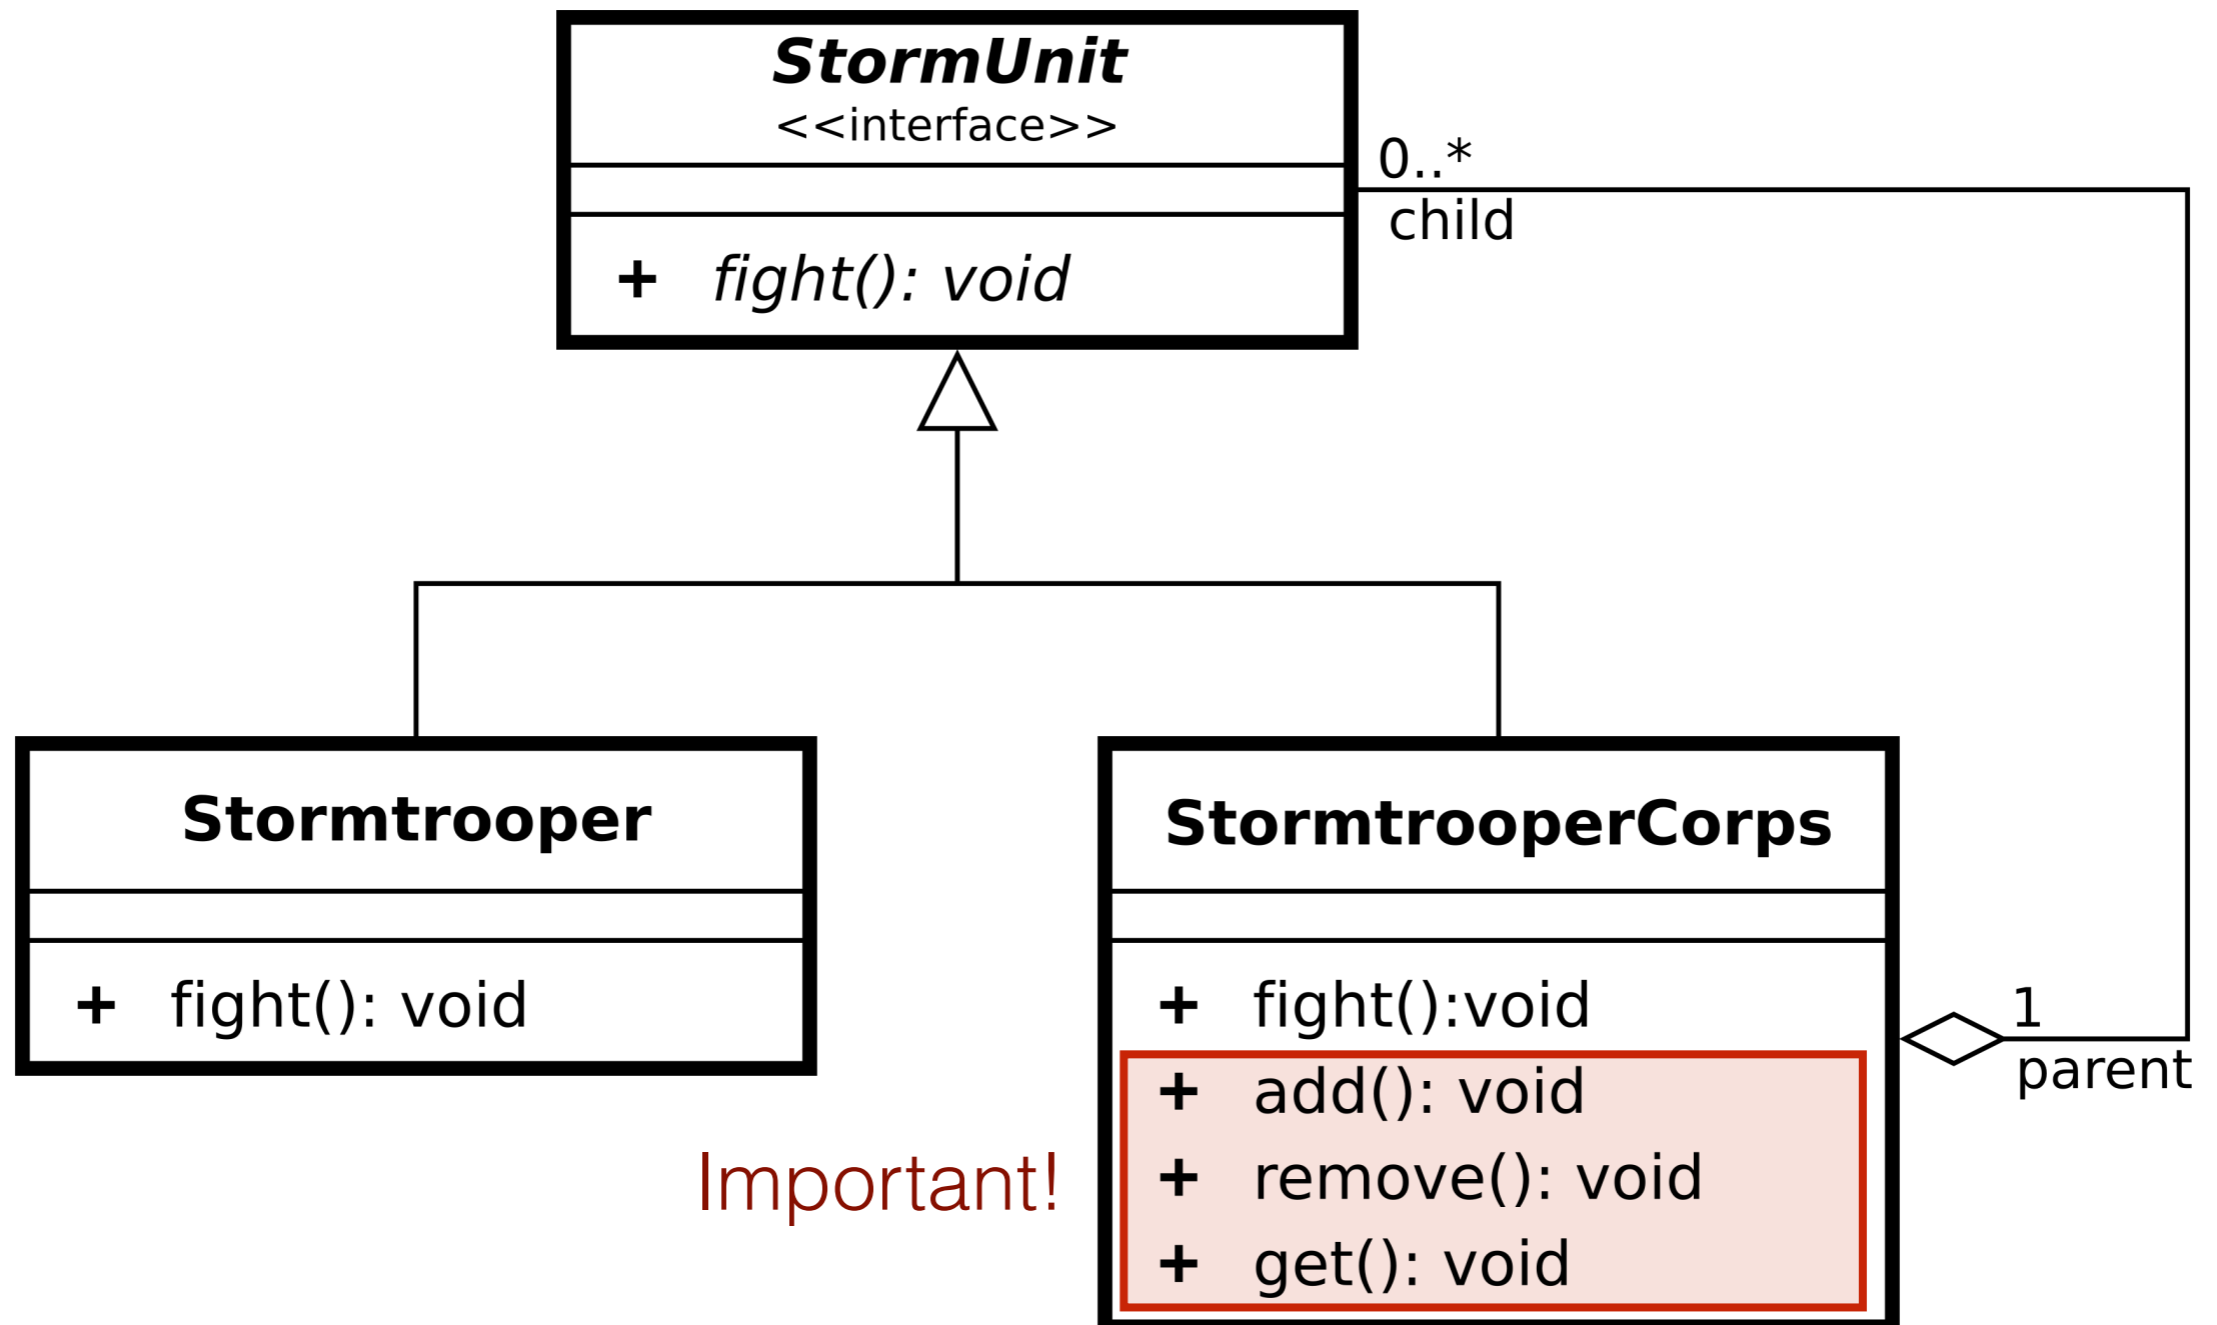 StormUnit
<<interface>>
0..*
child
+ fight(): void
Stormtrooper
+ fight(): void
StormtrooperCorps
+ fight():void
+ add(): void
+ remove(): void
+ get(): void
1
parent
Important!